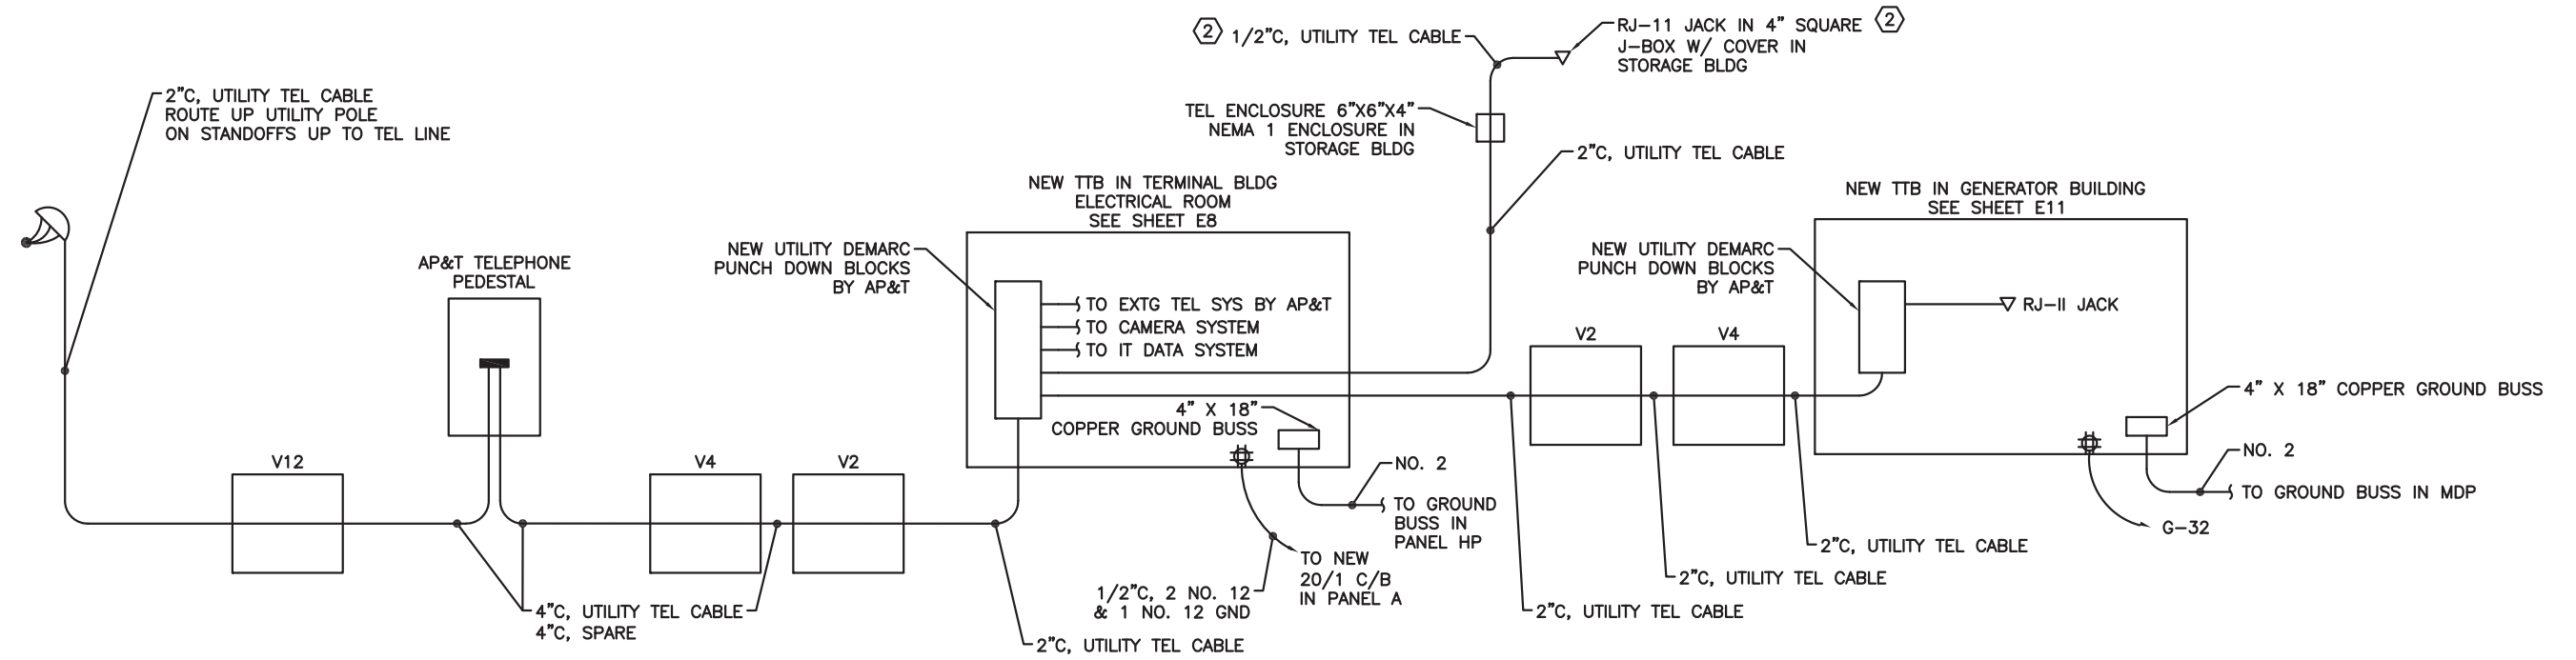 2"C, UTILITY TEL CABLE
ROUTE UP UTILITY POLE
ON STANDOFFS UP TO TEL LINE
AP&T TELEPHONE
PEDESTAL
V12
V4
V2
4"C, UTILITY TEL CABLE
4"C, SPARE
2 1/2"C, UTILITY TEL CABLE
RJ-11 JACK IN 4" SQUARE 2
J-BOX W/ COVER IN
STORAGE BLDG
TEL ENCLOSURE 6"X6"X4"
NEMA 1 ENCLOSURE IN
STORAGE BLDG
2"C, UTILITY TEL CABLE
NEW TTB IN TERMINAL BLDG
ELECTRICAL ROOM
SEE SHEET E8
NEW UTILITY DEMARC
PUNCH DOWN BLOCKS
BY AP&T
TO EXTG TEL SYS BY AP&T
TO CAMERA SYSTEM
TO IT DATA SYSTEM
4" X 18"
COPPER GROUND BUSS
NO. 2
TO GROUND
BUSS IN
PANEL HP
TO NEW
20/1 C/B
IN PANEL A
1/2"C, 2 NO. 12
& 1 NO. 12 GND
2"C, UTILITY TEL CABLE
NEW TTB IN GENERATOR BUILDING
SEE SHEET E11
NEW UTILITY DEMARC
PUNCH DOWN BLOCKS
BY AP&T
RJ-II JACK
V2
V4
4" X 18" COPPER GROUND BUSS
NO. 2
TO GROUND BUSS IN MDP
G-32
2"C, UTILITY TEL CABLE
2"C, UTILITY TEL CABLE
2"C, UTILITY TEL CABLE